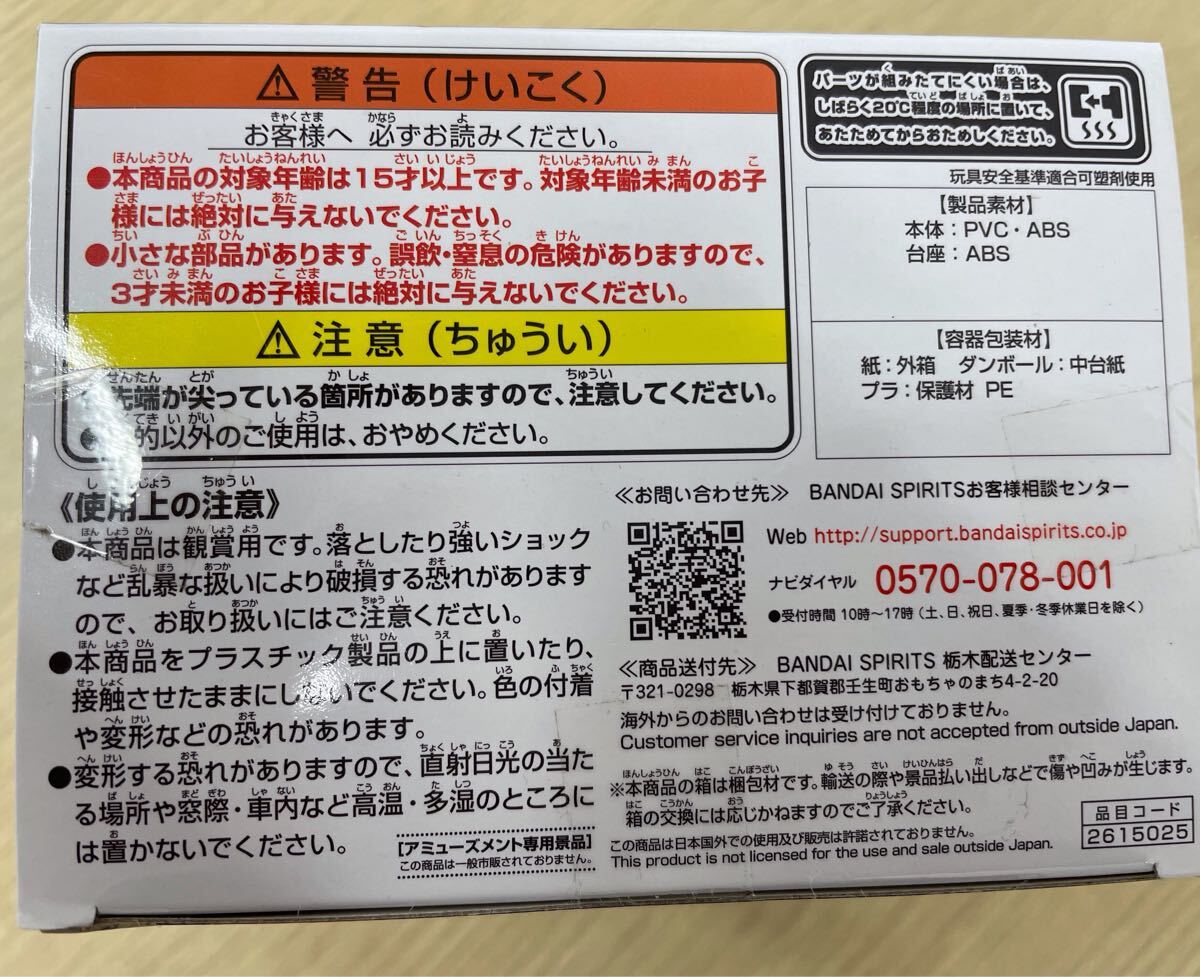 ⚠警告（けいこく）
お客様へ 必ずお読みください。
●本商品の対象年齢は15才以上です。対象年齢未満のお子
様には絶対に与えないでください。
●小さな部品があります。誤飲・窒息の危険がありますので、
3才未満のお子様には絶対に与えないでください。
⚠注意（ちゅうい）
先端が尖っている箇所がありますので、注意してください。
的以外のご使用は、おやめください。
《使用上の注意》
●本商品は観賞用です。落としたり強いショック
など乱暴な扱いにより破損する恐れがあります
ので、お取り扱いにはご注意ください。
●本商品をプラスチック製品の上に置いたり、
接触させたままにしないでください。色の付着
や変形などの恐れがあります。
●変形する恐れがありますので、直射日光の当た
る場所や窓際・車内など高温・多湿のところに
は置かないでください。
[アミューズメント専用景品]
この商品は一般市販されておりません。
パーツが組みたてにくい場合は、
しばらく20℃程度の場所に置いて、
あたためてからおためしください。
玩具安全基準適合可塑剤使用
【製品素材】
本体：PVC・ABS
台座：ABS
【容器包装材】
紙：外箱 ダンボール：中台紙
プラ：保護材 PE
≪お問い合わせ先≫ BANDAI SPIRITSお客様相談センター
Web http://support.bandaispirits.co.jp
ナビダイヤル 0570-078-001
●受付時間 10時～17時（土、日、祝日、夏季・冬季休業日を除く）
≪商品送付先≫ BANDAI SPIRITS 栃木配送センター
〒321-0298 栃木県下都賀郡壬生町おもちゃのまち4-2-20
海外からのお問い合わせは受け付けておりません。
Customer service inquiries are not accepted from outside Japan.
※本商品の箱は梱包材です。輸送の際や景品払い出しなどで傷や凹みが生じます。
箱の交換には応じかねますのでご了承ください。
この商品は日本国外での使用及び販売は許諾されておりません。
This product is not licensed for the use and sale outside Japan.
品目コード
2615025